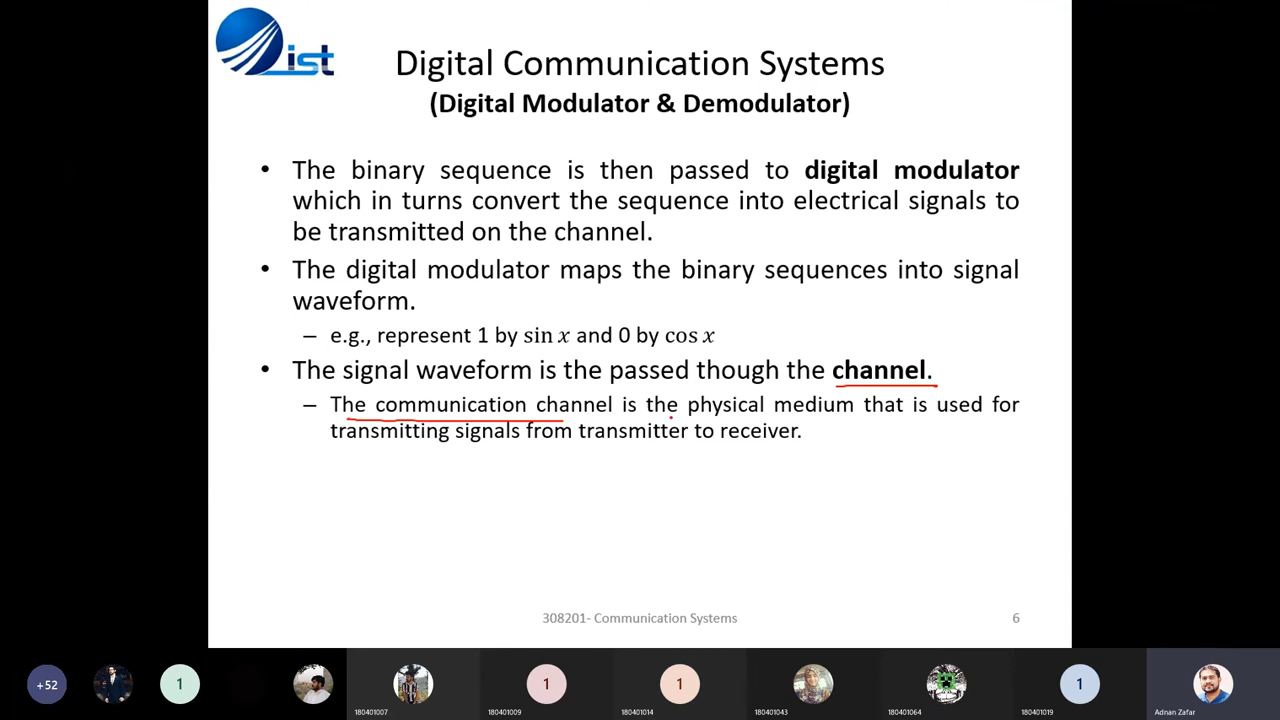 ist
Digital Communication Systems
(Digital Modulator & Demodulator)
• The binary sequence is then passed to digital modulator
which in turns convert the sequence into electrical signals to
be transmitted on the channel.
• The digital modulator maps the binary sequences into signal
waveform.
– e.g., represent 1 by sin x and 0 by cos x
• The signal waveform is the passed though the channel.
– The communication channel is the physical medium that is used for
transmitting signals from transmitter to receiver.
308201- Communication Systems
6
+52
1
1
1
1
180401007
180401009
180401014
180401043
180401064
180401019
Adnan Zafar